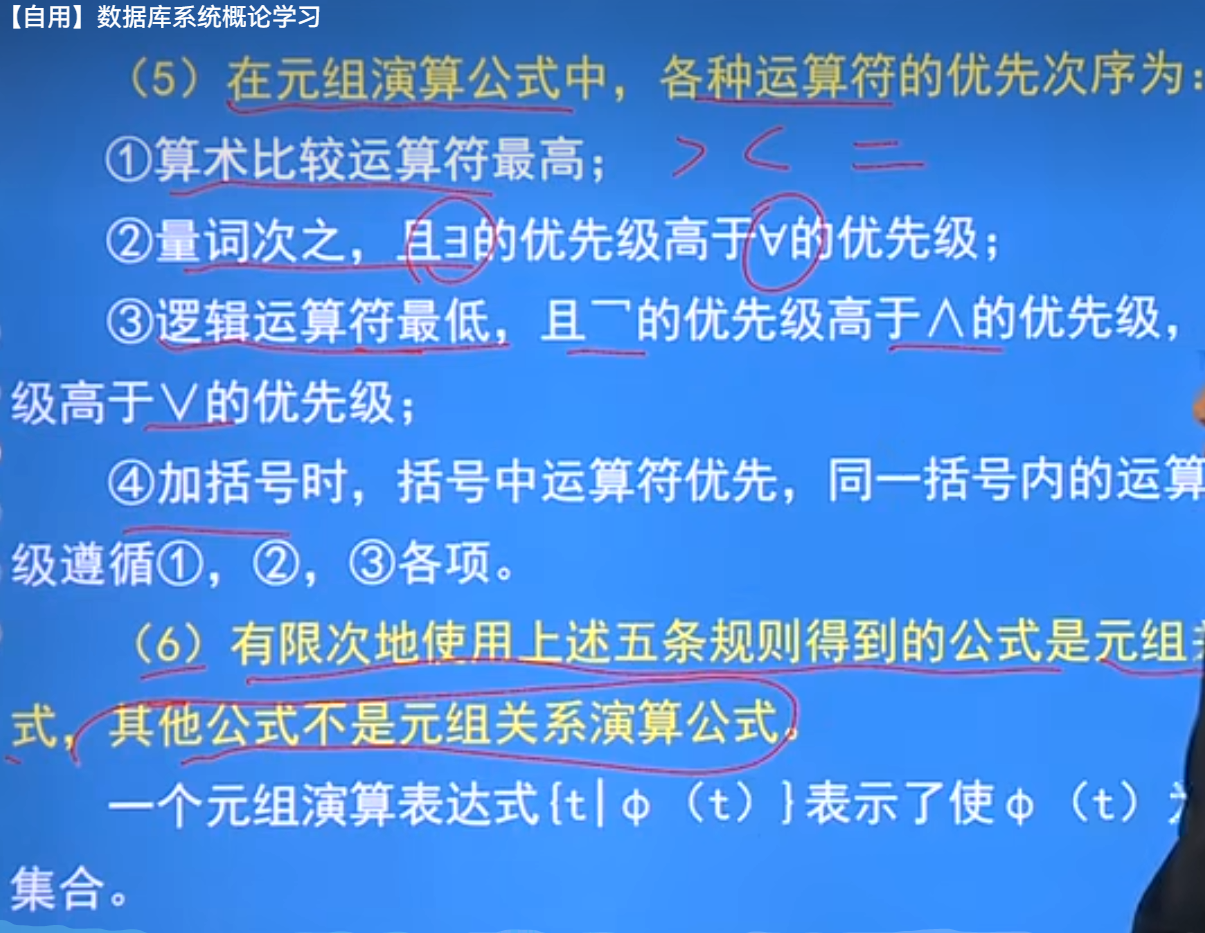 【自用】数据库系统概论学习
（5）在元组演算公式中，各种运算符的优先次序为：
①算术比较运算符最高； > < =
②量词次之，且∃的优先级高于∀的优先级；
③逻辑运算符最低，且￢的优先级高于∧的优先级，
级高于∨的优先级；
④加括号时，括号中运算符优先，同一括号内的运算
级遵循①，②，③各项。
（6）有限次地使用上述五条规则得到的公式是元组
式，其他公式不是元组关系演算公式。
一个元组演算表达式{t|φ（t）}表示了使φ（t）
集合。